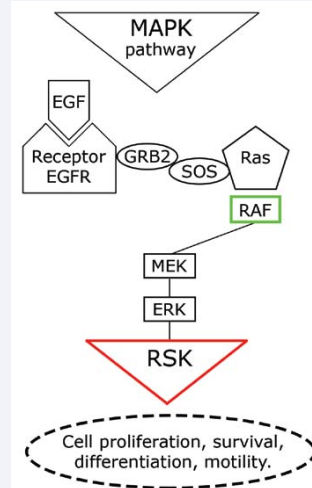 MAPK
pathway
EGF
Receptor
EGFR
GRB2
SOS
Ras
RAF
MEK
ERK
RSK
Cell proliferation, survival,
differentiation, motility.